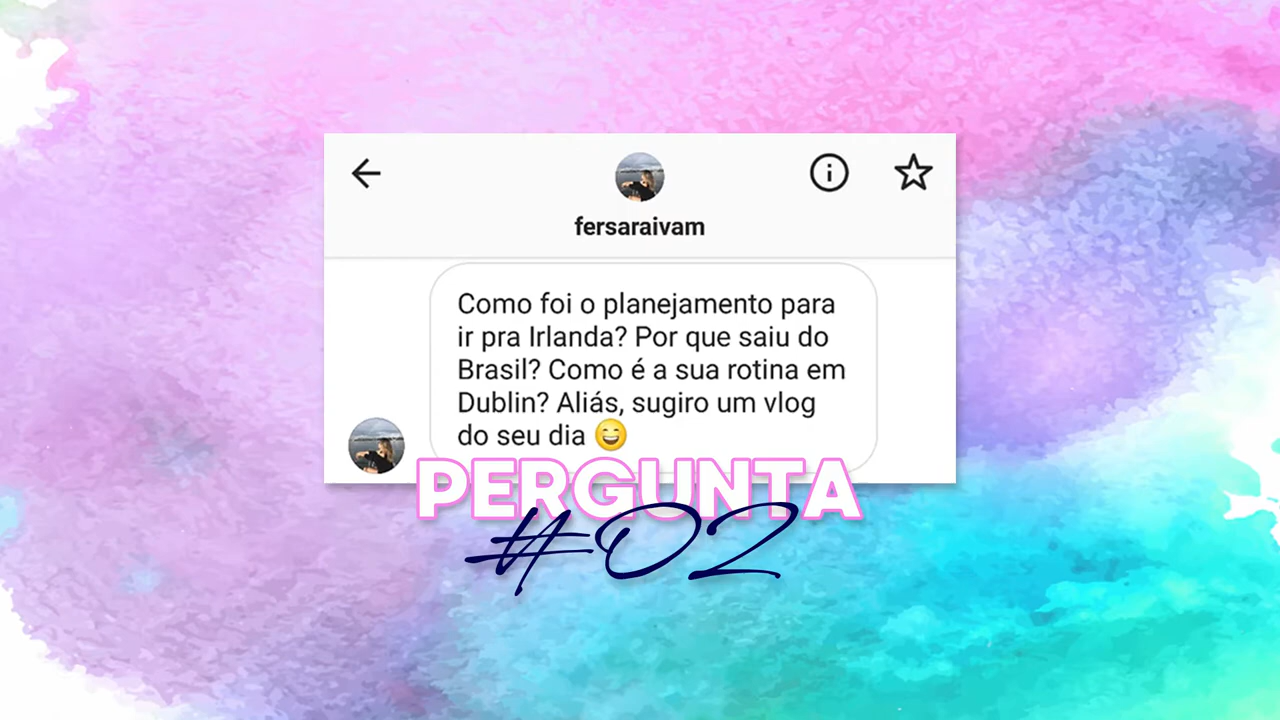 fersaraivam
Como foi o planejamento para
ir pra Irlanda? Por que saiu do
Brasil? Como é a sua rotina em
Dublin? Aliás, sugiro um vlog
do seu dia 😄
PERGUNTA
#02